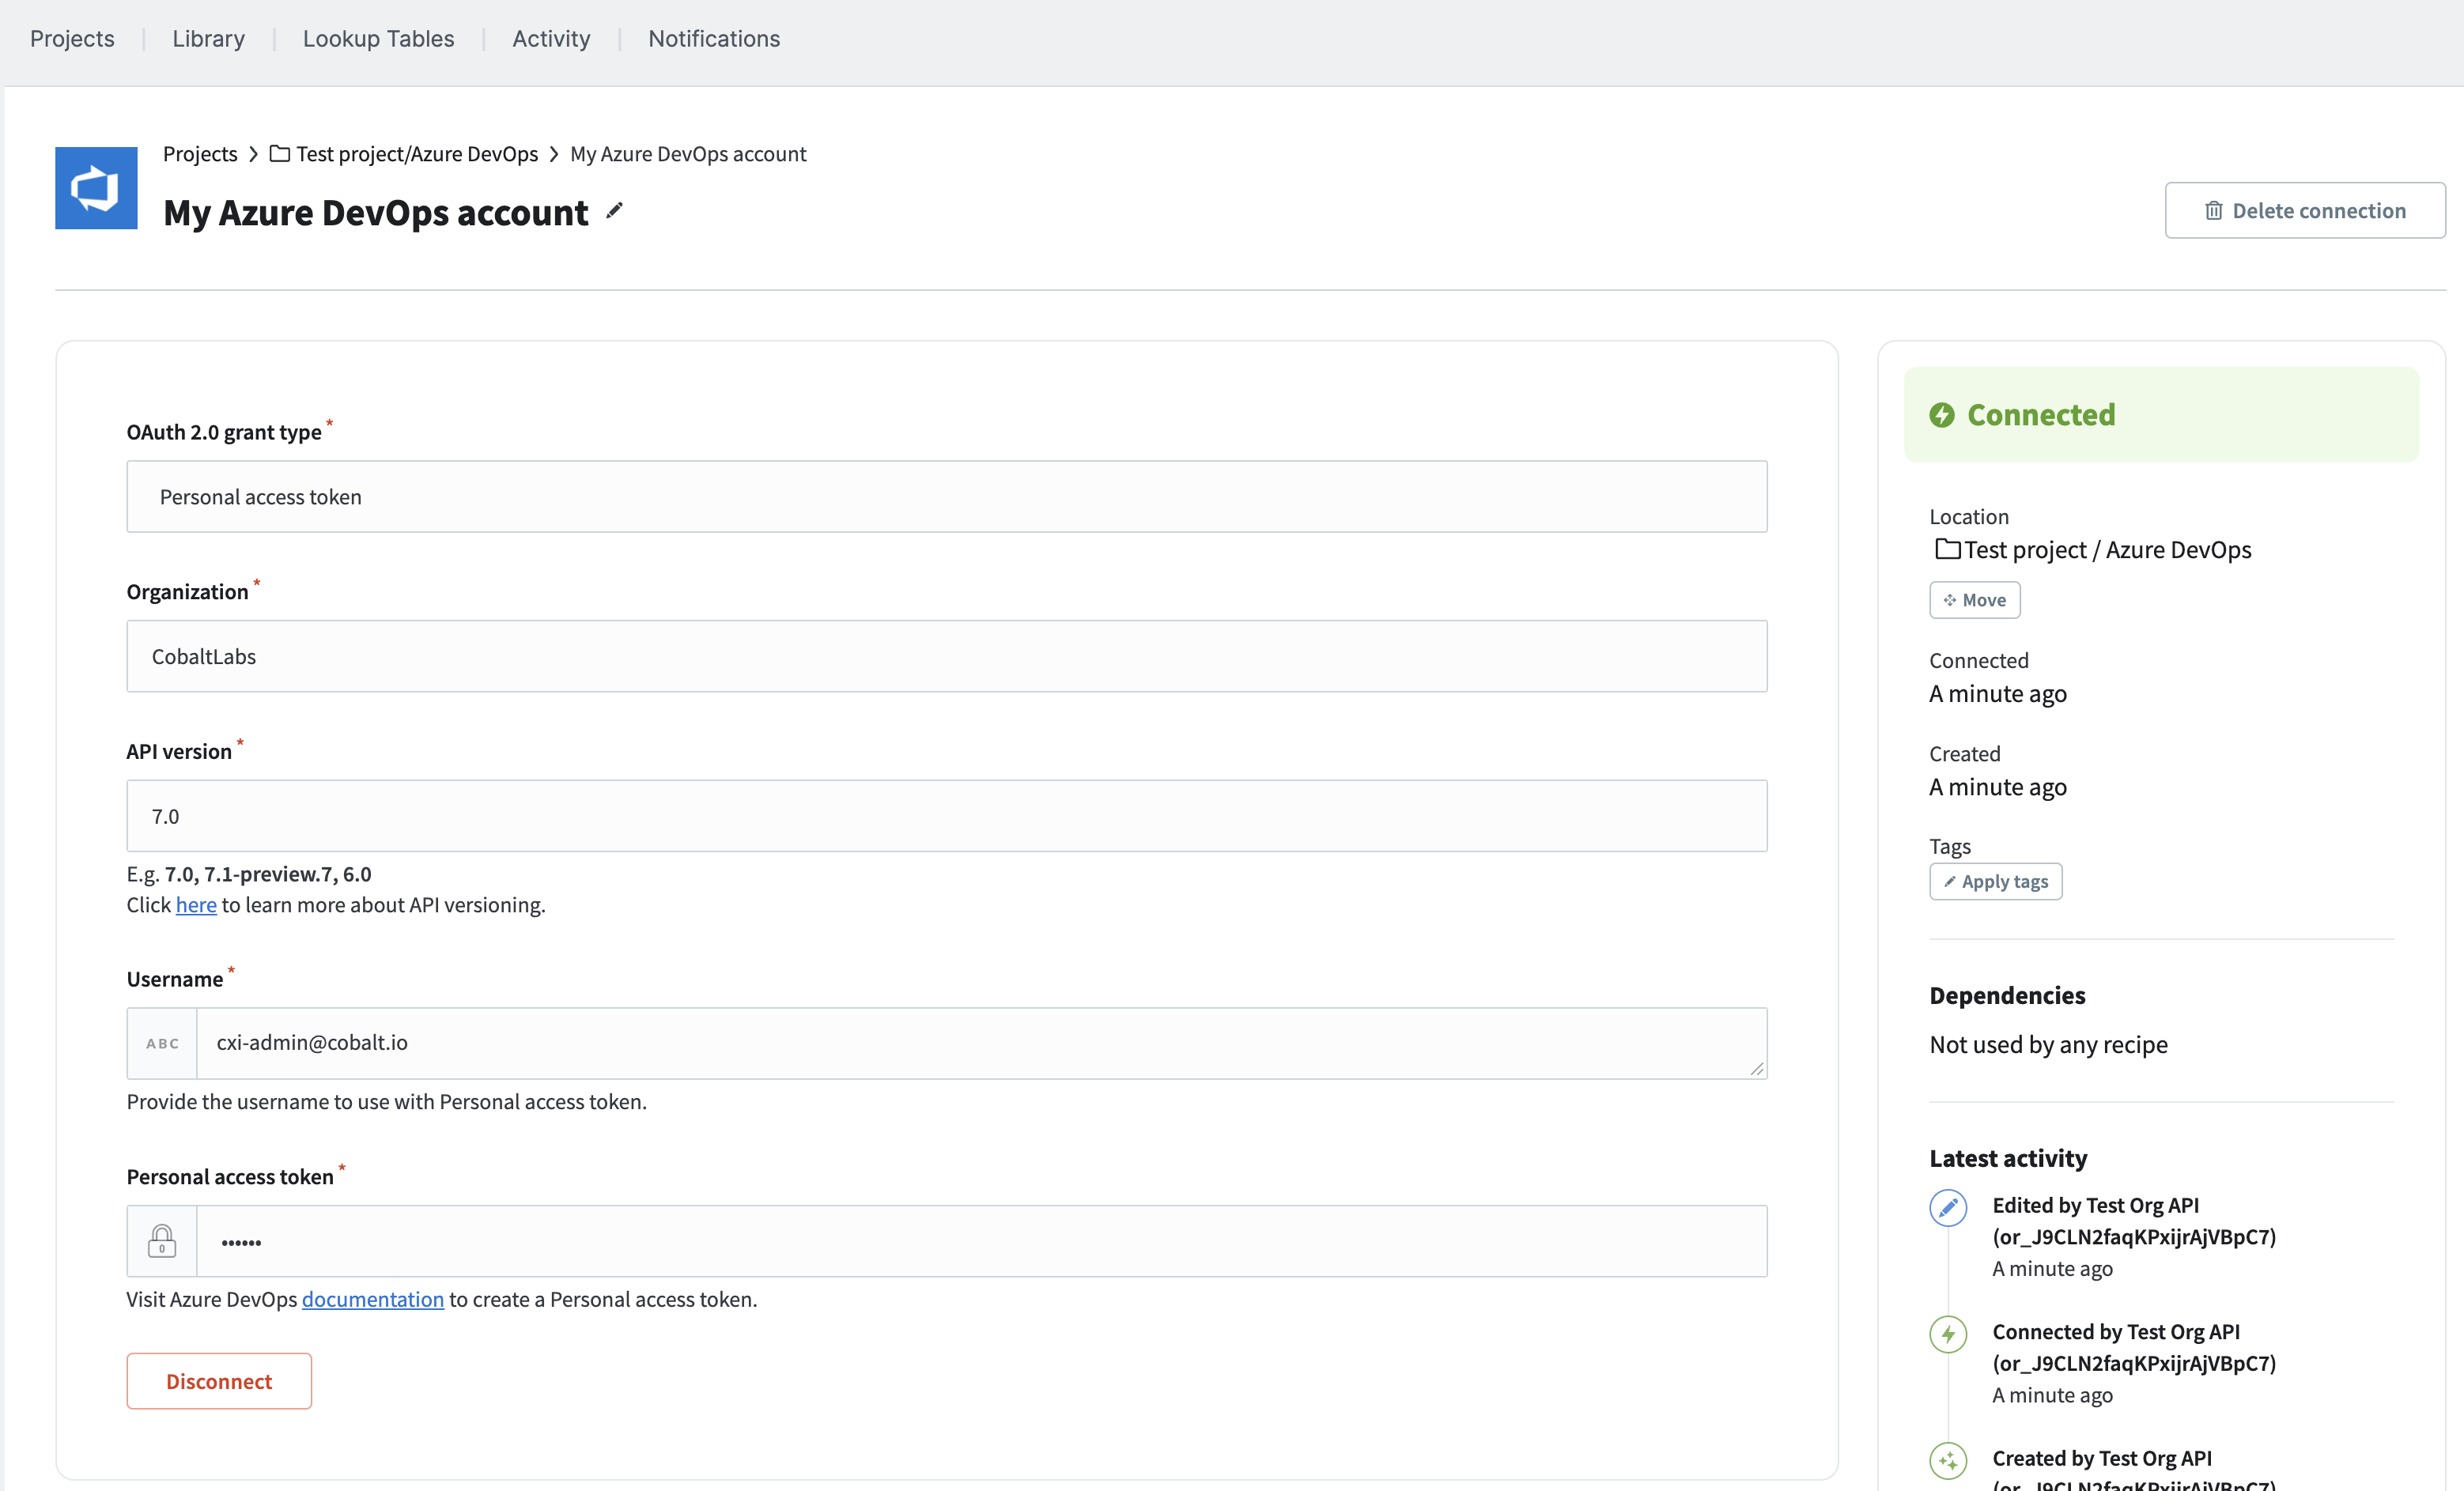 Projects | Library | Lookup Tables | Activity | Notifications
Projects > Test project/Azure DevOps > My Azure DevOps account
My Azure DevOps account
Delete connection
OAuth 2.0 grant type *
Personal access token
Organization *
CobaltLabs
API version *
7.0
E.g. 7.0, 7.1-preview.7, 6.0
Click here to learn more about API versioning.
Username *
ABC cxi-admin@cobalt.io
Provide the username to use with Personal access token.
Personal access token *
••••••
Visit Azure DevOps documentation to create a Personal access token.
Disconnect
Connected
Location
Test project / Azure DevOps
Move
Connected
A minute ago
Created
A minute ago
Tags
Apply tags
Dependencies
Not used by any recipe
Latest activity
Edited by Test Org API
(or_J9CLN2faqKPxijrAjVBpC7)
A minute ago
Connected by Test Org API
(or_J9CLN2faqKPxijrAjVBpC7)
A minute ago
Created by Test Org API